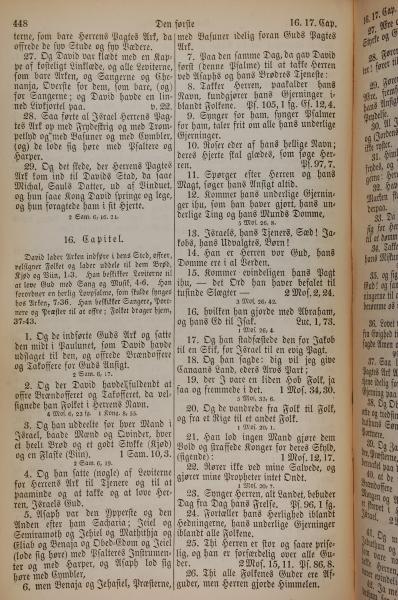 448
Den første
16. 17. Cap.
terne, som bare Herrens Pagtes Ark, da
offrede de syv Stude og syv Vædere.
27. Og David var klædt med en Kap-
pe af kosteligt Linklæde, og alle Leviterne,
som bare Arken, og Sangerne og Che-
nanja, Øverste for dem, som bare, (og)
for Sangerne; og David havde en lin-
ned Livkjortel paa. v. 22.
28. Saa førte al Israel Herrens Pag-
tes Ark op med Frydeskrig og med Trom-
petlyd og med Basuner og med Cymbler,
(og) de lod sig høre med Psaltere og
Harper.
29. Og det skede, der Herrens Pagtes
Ark kom ind til Davids Stad, da saae
Michal, Sauls Datter, ud af Vinduet,
og hun saae Kong David springe og lege,
og hun foragtede ham i sit Hjerte.
2 Sam. 6, 16. 21.
16. Capitel.
David lader Arken indføre i dens Sted, offrer,
velsigner Folket og lader uddele til dem Brød,
Kjød og Viin, 1.3. Han beskikker Leviterne til
at love Gud med Sang og Musik, 4-6. Han
forordner en herlig Lovpsalme, som skulde synges
hos Arken, 7-36. Han beskikker Sangere, Port-
nere og Præster til at offre; Folket drager hjem,
37-43.
1. Og de indførte Guds Ark og satte
den midt i Paulunet, som David havde
udslaget til den, og offrede Brændoffere
og Takoffere for Guds Ansigt.
2 Sam. 6, 17.
2. Og der David havde fuldendt at
offre Brændofferet og Takofferet, da vel-
signede han Folket i Herrens Navn.
3. Og han uddeelte for hver Mand i
Israel, baade Mand og Qvinder, hver
et heelt Brød og et godt Stykke (Kjød)
og en Flaske (Viin). 1 Sam. 10, 3.
2 Sam. 6, 19.
4. Og han satte (nogle) af Leviterne
for Herrens Ark til Tjenere og til at
paaminde og at takke og at love Her-
ren, Israels Gud.
5. Asaph var den Ypperste og den
Anden efter ham Sacharia; Jeiel og
Semiramoth og Jehiel og Mathithja og
Eliab og Benaja og Obed-Edom og Jeiel
(lod sig høre) med Psalteres Instrumen-
ter og med Harper, og Asaph lod sig
høre med Cymbler,
6. men Benaja og Jehasiel, Præsterne,
med Basuner idelig foran Guds Pagtes
Ark.
7. Paa den samme Dag, da gav David
først (denne Psalme) til at takke Herren
ved Asaphs og hans Brødres Tjeneste:
8. Takker Herren, paakalder hans
Navn, kundgjører hans Gjerninger i-
blandt Folkene. Ps. 105, 1 fg. Es. 12, 4.
9. Synger for ham, synger Psalmer
for ham, taler frit om alle hans underlige
Gjerninger.
10. Roser eder af hans hellige Navn;
deres Hjerte skal glædes, som søge Her-
ren. Ps. 97, 7.
11. Spørger efter Herren og hans
Magt, søger hans Ansigt altid.
12. Kommer hans underlige Gjernin-
ger ihu, som han haver gjort, hans un-
derlige Ting og hans Munds Domme,
5 Mos. 26, 8.
13. Israels, hans Tjeners, Sæd! Ja-
kobs, hans Udvalgtes, Børn!
14. Han er Herren vor Gud, hans
Domme ere i al Verden.
15. Kommer evindeligen hans Pagt
ihu, — det Ord han haver befalet til
tusinde Slægter — 2 Mos. 2, 24.
3 Mos. 26, 42.
16. hvilken han gjorde med Abraham,
og hans Ed til Isak. Luc. 1, 73.
1 Mos. 26, 4.
17. Og han stadfæstede den for Jakob
til en Skik, for Israel til en evig Pagt.
18. Og han sagde: dig vil jeg give
Canaans Land, eders Arvs Part;
19. der J vare en liden Hob Folk, ja
faa og fremmede i det. 1 Mos. 34, 30.
20. Og de vandrede fra Folk til Folk,
og fra et Rige til et andet Folk.
21. Han lod ingen Mand gjøre dem
Vold og straffede Konger for deres Skyld,
(sigende): 1 Mos. 12, 17.
22. Rører ikke ved mine Salvede, og
gjører mine Propheter intet Ondt.
1 Mos. 20, 7.
23. Synger Herren, alt Landet, bebuder
Dag fra Dag hans Frelse. Ps. 96, 1 fg.
24. Fortæller hans Herlighed iblandt
Hedningerne, hans underlige Gjerninger
iblandt alle Folkene.
25. Thi Herren er stor og saare prise-
lig, og han er forfærdelig over alle Gu-
der. 2 Mos. 15, 11. Ps. 86, 8.
26. Thi alle Folkenes Guder ere Af-
guder, men Herren gjorde Himmelen.